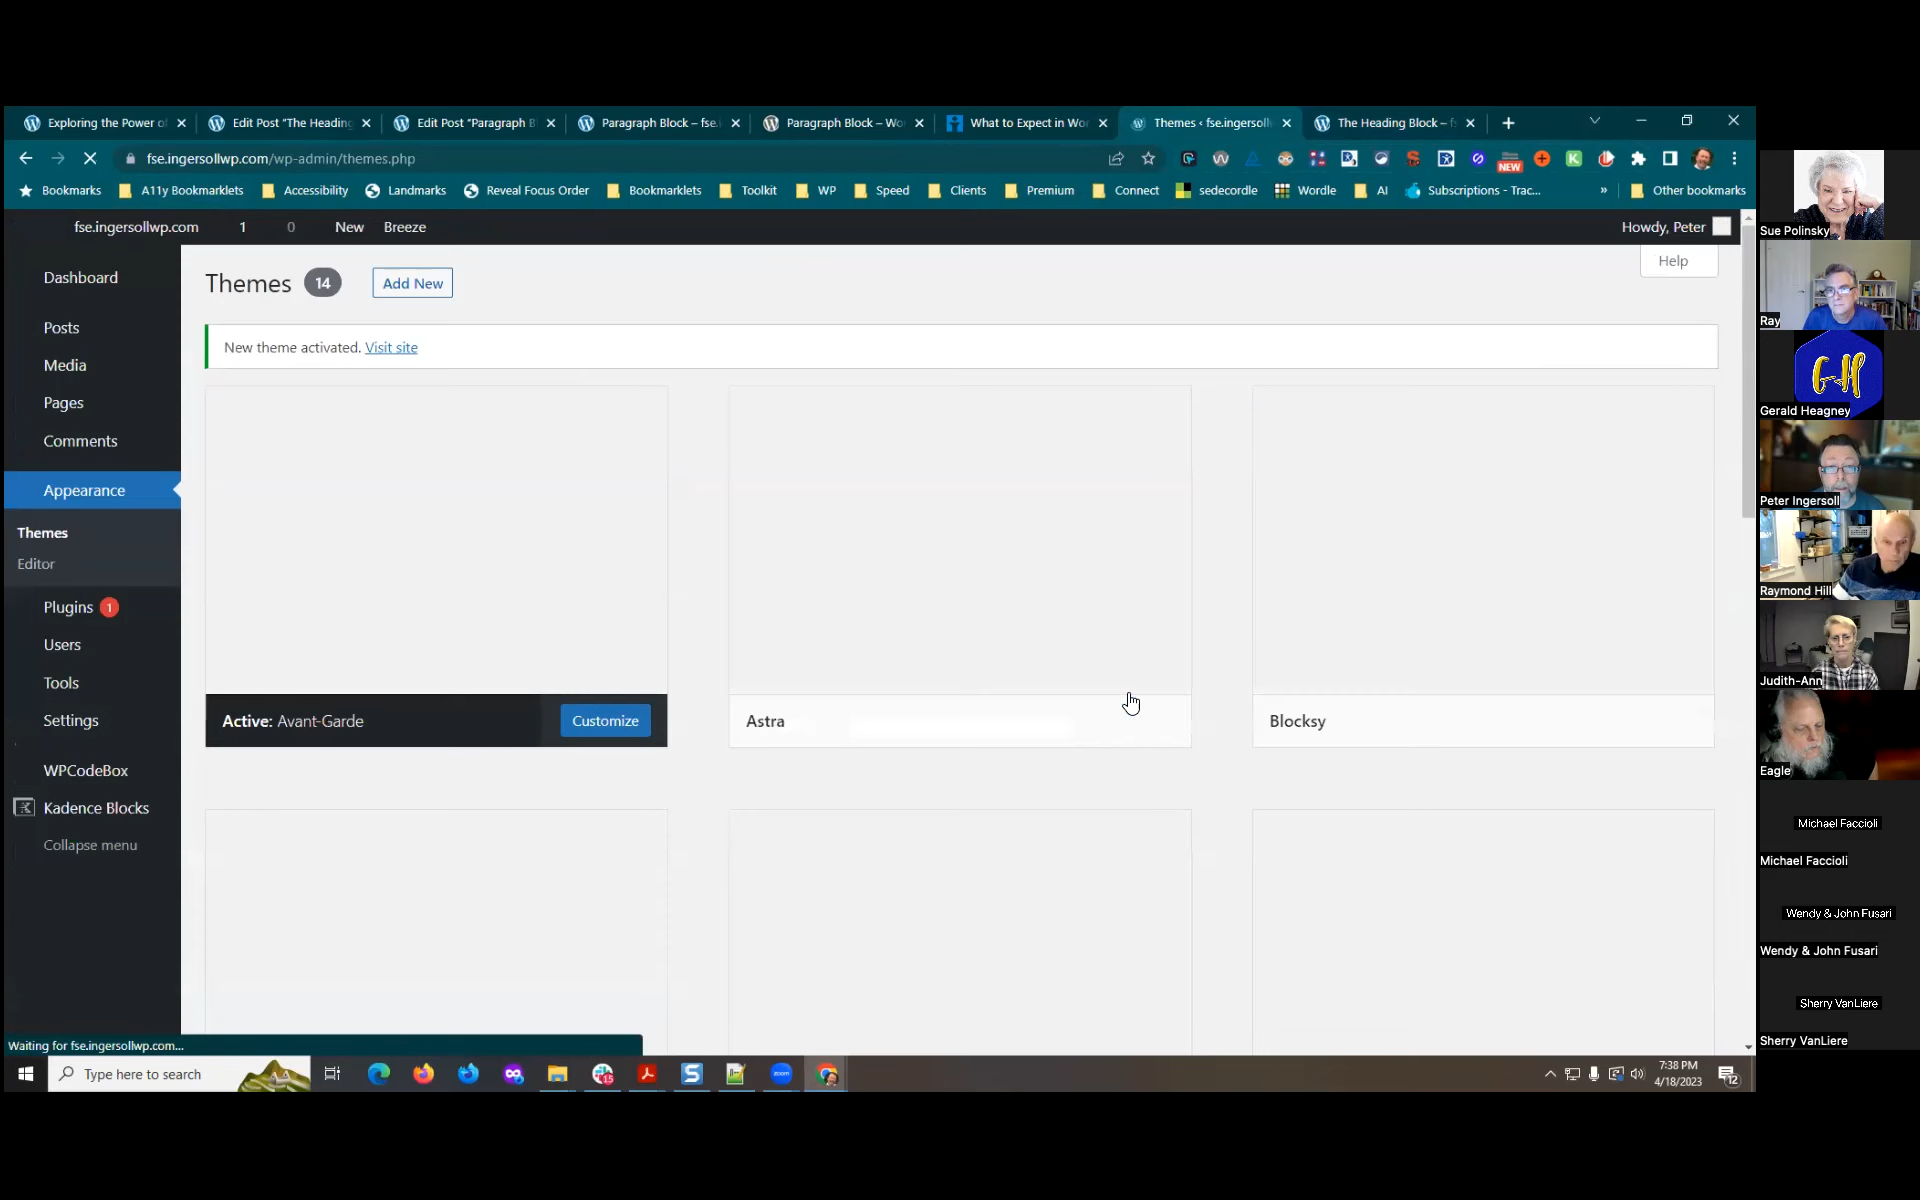 Exploring the Power of
Edit Post "The Heading
Edit Post "Paragraph B
Paragraph Block – fse.
Paragraph Block – Wo
What to Expect in Wor
Themes ‹ fse.ingersoll
The Heading Block – f
fse.ingersollwp.com/wp-admin/themes.php
NEW
Bookmarks
A11y Bookmarklets
Accessibility
Landmarks
Reveal Focus Order
Bookmarklets
Toolkit
WP
Speed
Clients
Premium
Connect
sedecordle
Wordle
AI
Subscriptions - Trac...
»
Other bookmarks
fse.ingersollwp.com
1
0
New
Breeze
Howdy, Peter
Help
Dashboard
Posts
Media
Pages
Comments
Appearance
Themes
Editor
Plugins 1
Users
Tools
Settings
WPCodeBox
Kadence Blocks
Collapse menu
Themes 14
Add New
New theme activated. Visit site
Active: Avant-Garde
Customize
Astra
Blocksy
Waiting for fse.ingersollwp.com...
Type here to search
15
zoom
7:38 PM
4/18/2023
12
Sue Polinsky
Ray
GH
Gerald Heagney
Peter Ingersoll
Raymond Hill
Judith-Ann
Eagle
Michael Faccioli
Michael Faccioli
Wendy & John Fusari
Wendy & John Fusari
Sherry VanLiere
Sherry VanLiere